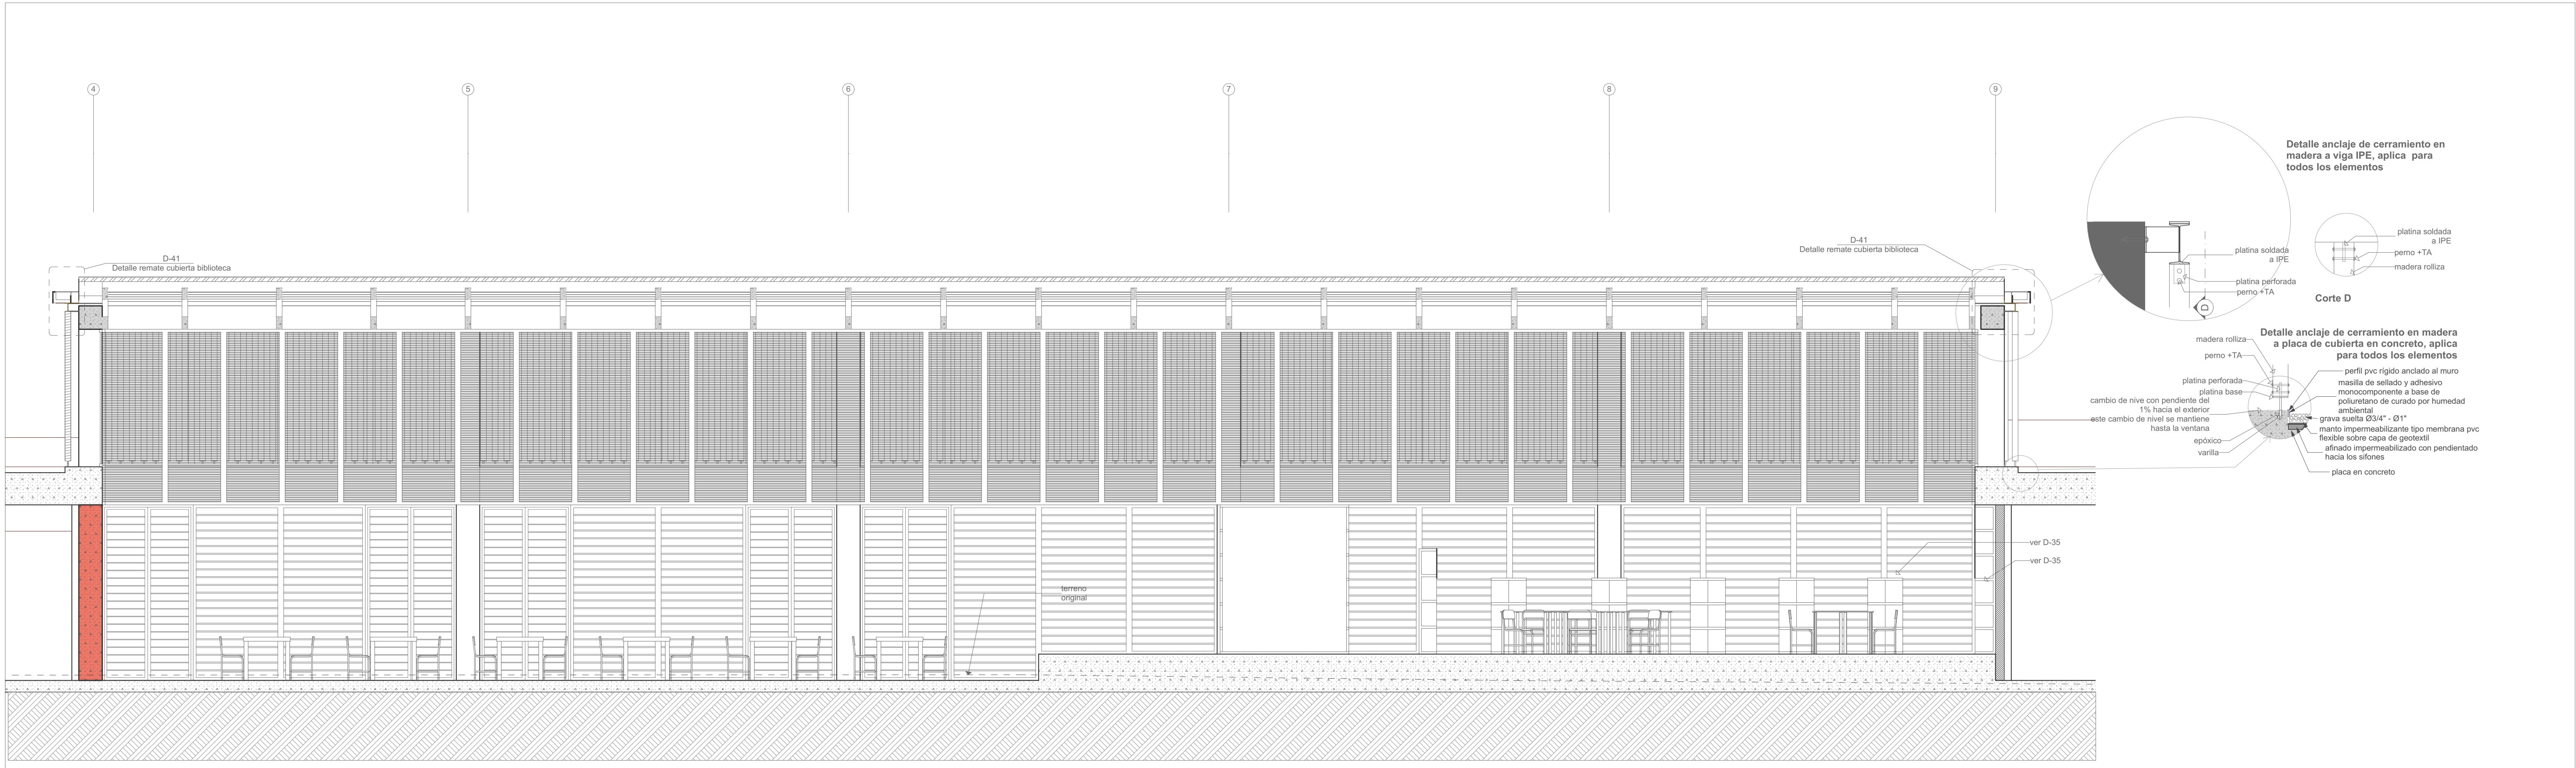 4
5
6
7
8
9
D-41
Detalle remate cubierta biblioteca
D-41
Detalle remate cubierta biblioteca
Detalle anclaje de cerramiento en
madera a viga IPE, aplica para
todos los elementos
platina soldada
a IPE
platina perforada
perno +TA
D
platina soldada
a IPE
perno +TA
madera rolliza
Corte D
Detalle anclaje de cerramiento en madera
a placa de cubierta en concreto, aplica
para todos los elementos
madera rolliza
perno +TA
platina perforada
platina base
cambio de nive con pendiente del
1% hacia el exterior
este cambio de nivel se mantiene
hasta la ventana
epóxico
varilla
perfil pvc rígido anclado al muro
masilla de sellado y adhesivo
monocomponente a base de
poliuretano de curado por humedad
ambiental
grava suelta Ø3/4" - Ø1"
manto impermeabilizante tipo membrana pvc
flexible sobre capa de geotextil
afinado impermeabilizado con pendientado
hacia los sifones
placa en concreto
ver D-35
ver D-35
terreno
original